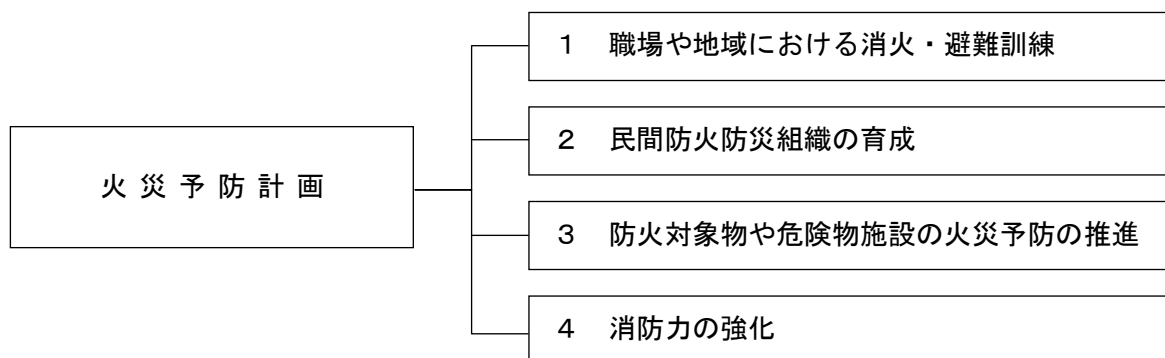 火災予防計画
１　職場や地域における消火・避難訓練
２　民間防火防災組織の育成
３　防火対象物や危険物施設の火災予防の推進
４　消防力の強化